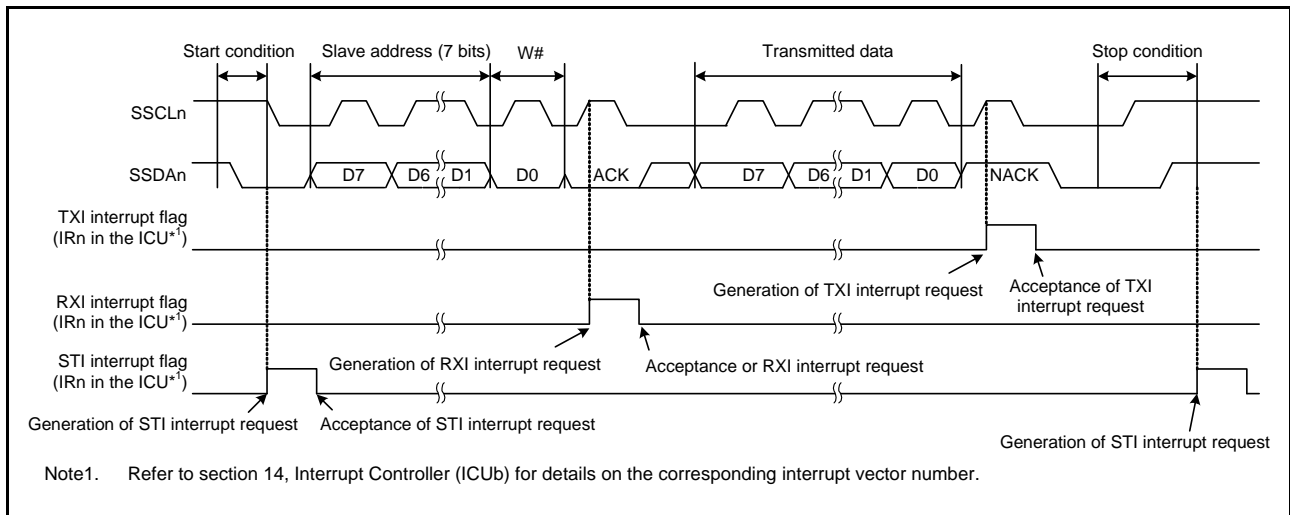 Start condition
Slave address (7 bits)
W#
Transmitted data
Stop condition
SSCLn
SSDAn
D7
D6
D1
D0
ACK
D7
D6
D1
D0
NACK
TXI interrupt flag
(IRn in the ICU*1)
Generation of TXI interrupt request
Acceptance of TXI
interrupt request
RXI interrupt flag
(IRn in the ICU*1)
Generation of RXI interrupt request
Acceptance or RXI interrupt request
STI interrupt flag
(IRn in the ICU*1)
Generation of STI interrupt request
Acceptance of STI interrupt request
Generation of STI interrupt request
Note1. Refer to section 14, Interrupt Controller (ICUb) for details on the corresponding interrupt vector number.